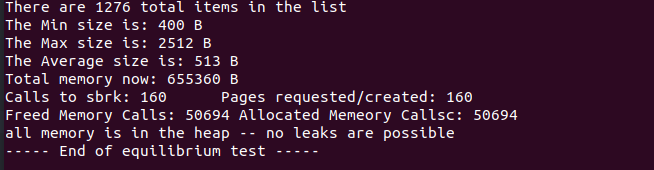 There are 1276 total items in the list
The Min size is: 400 B
The Max size is: 2512 B
The Average size is: 513 B
Total memory now: 655360 B
Calls to sbrk: 160      Pages requested/created: 160
Freed Memory Calls: 50694 Allocated Memeory Callsc: 50694
all memory is in the heap -- no leaks are possible
----- End of equilibrium test -----